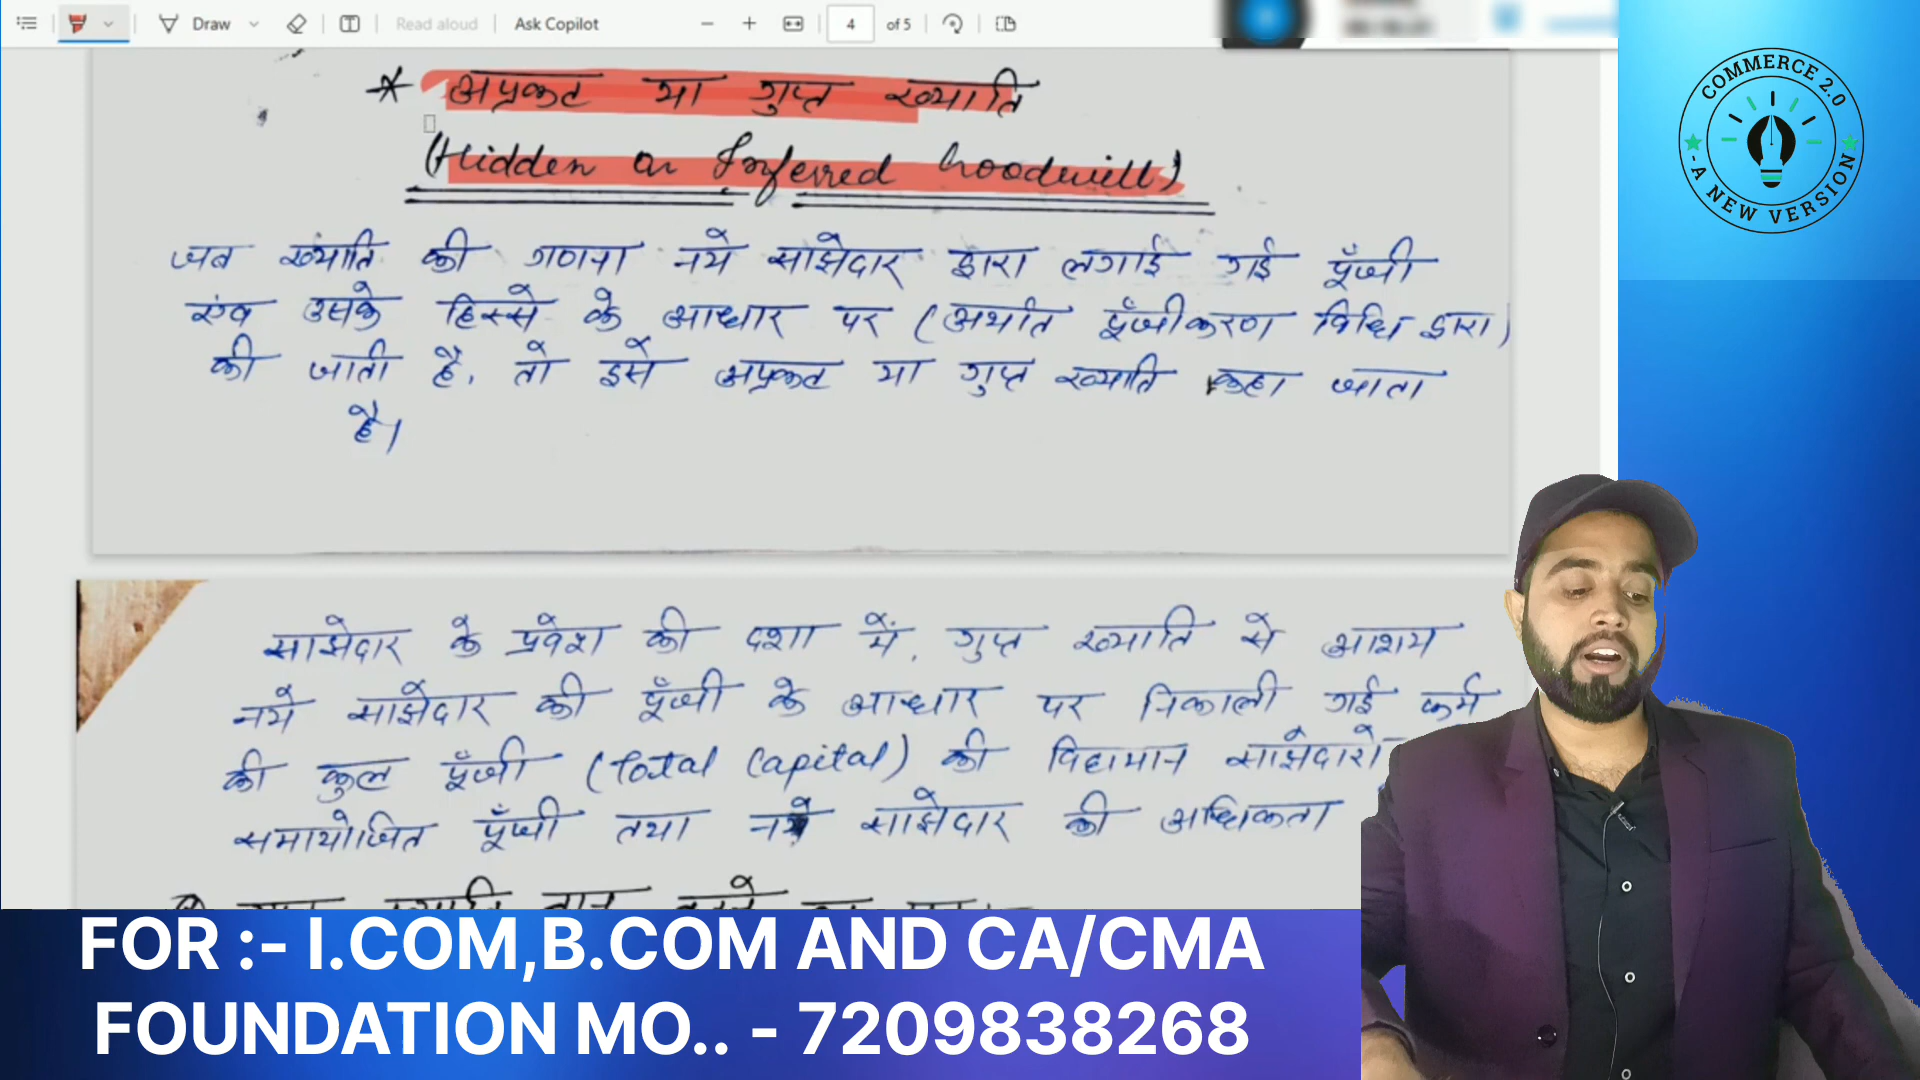 Draw
Read aloud
Ask Copilot
4 of 5
* अप्रकट या गुप्त ख्याति
(Hidden or Inferred Goodwill)
जब ख्याति की गणना नये साझेदार द्वारा लगाई गई पूँजी
एंव उसके हिस्से के आधार पर (अर्थात पूँजीकरण विधि द्वारा)
की जाती है, तो इसे अप्रकट या गुप्त ख्याति कहा जाता
है।
साझेदार के प्रवेश की दशा में, गुप्त ख्याति से आशय
नये साझेदार की पूँजी के आधार पर निकाली गई फर्म
की कुल पूँजी (Total Capital) की विद्यमान साझेदारो
समायोजित पूँजी तथा नये साझेदार की अधिकता
COMMERCE 2.0
- A NEW VERSION
FOR :- I.COM,B.COM AND CA/CMA
FOUNDATION MO.. - 7209838268